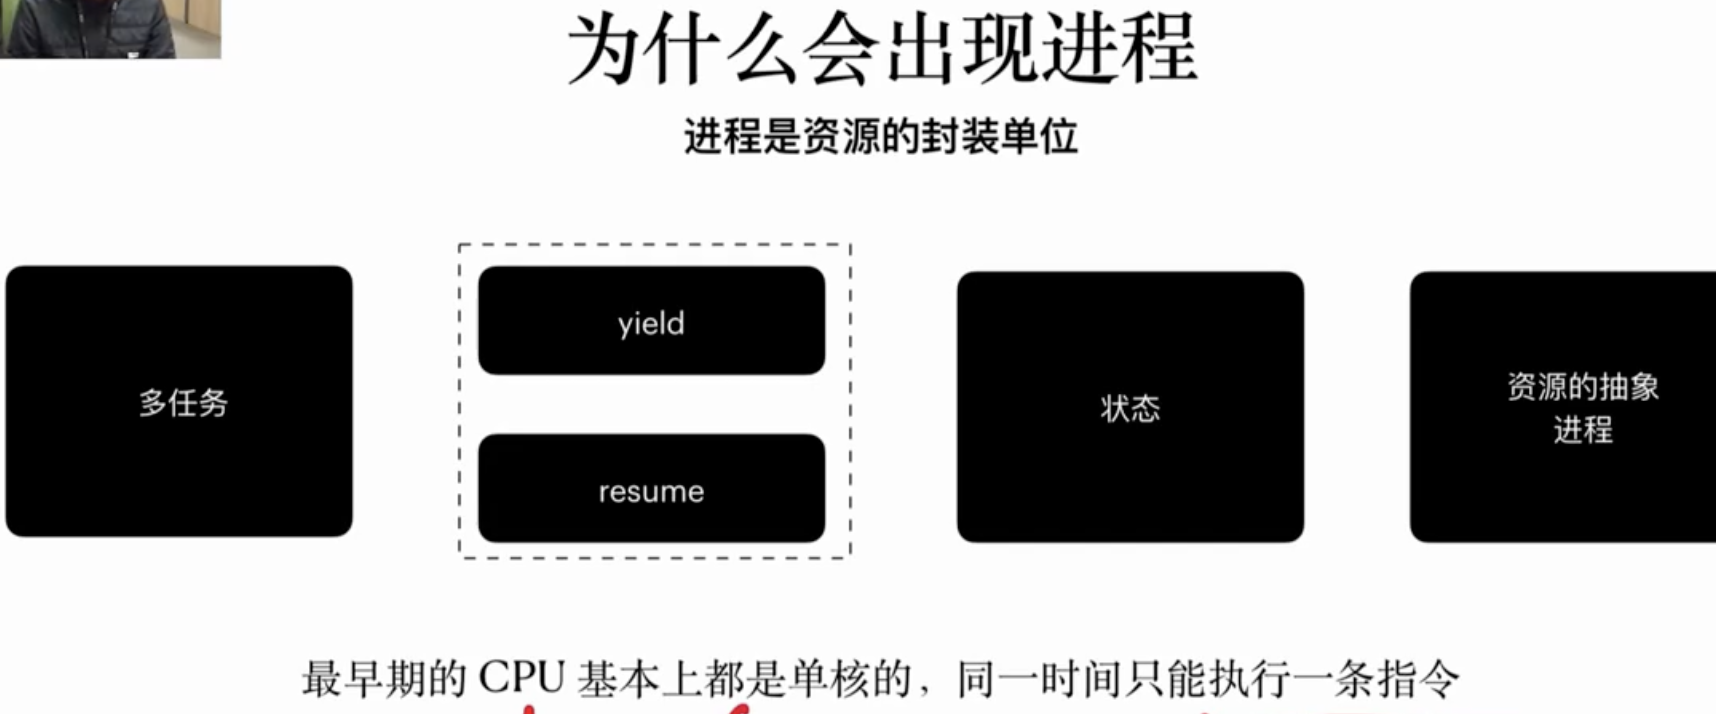 为什么会出现进程
进程是资源的封装单位
多任务
yield
resume
状态
资源的抽象
进程
最早期的 CPU 基本上都是单核的，同一时间只能执行一条指令